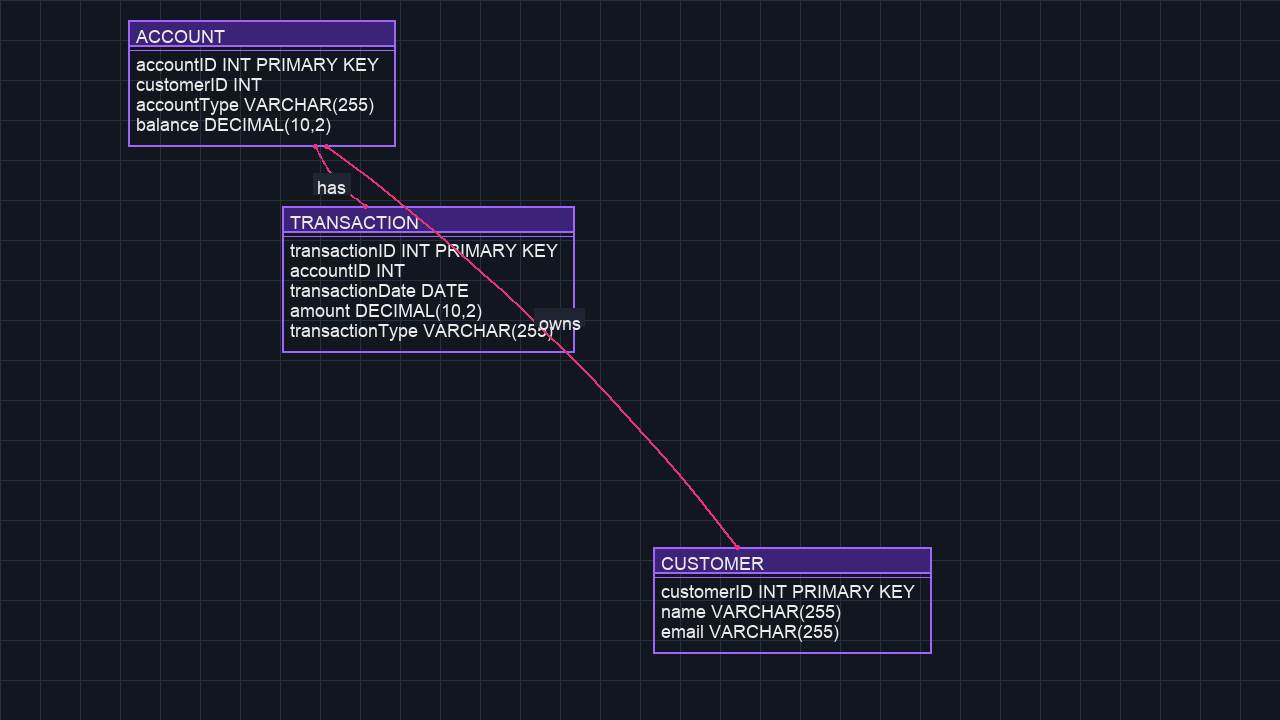 ACCOUNT
accountID INT PRIMARY KEY
customerID INT
accountType VARCHAR(255)
balance DECIMAL(10,2)
has
TRANSACTION
transactionID INT PRIMARY KEY
accountID INT
transactionDate DATE
amount DECIMAL(10,2)
transactionType VARCHAR(255)
owns
CUSTOMER
customerID INT PRIMARY KEY
name VARCHAR(255)
email VARCHAR(255)